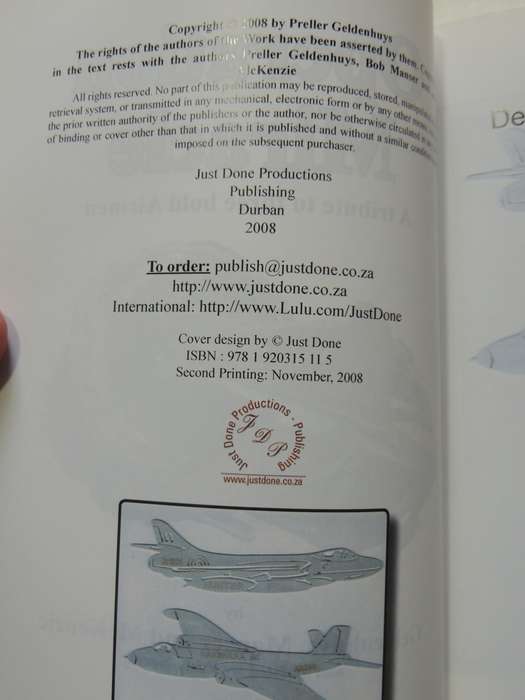 Copyright © 2008 by Preller Geldenhuys
The rights of the authors of the Work have been asserted by them.
in the text rests with the authors Preller Geldenhuys, Bob Manser and
McKenzie
All rights reserved. No part of this publication may be reproduced, stored,
retrieval system, or transmitted in any mechanical, electronic form or by any other means,
the prior written authority of the publishers or the author, nor be otherwise circulated in
of binding or cover other than that in which it is published and without a similar condition
imposed on the subsequent purchaser.
Just Done Productions
Publishing
Durban
2008
To order: publish@justdone.co.za
http://www.justdone.co.za
International: http://www.Lulu.com/JustDone
Cover design by © Just Done
ISBN : 978 1 920315 11 5
Second Printing: November, 2008
Just Done Productions - Publishing
JDP
www.justdone.co.za
De